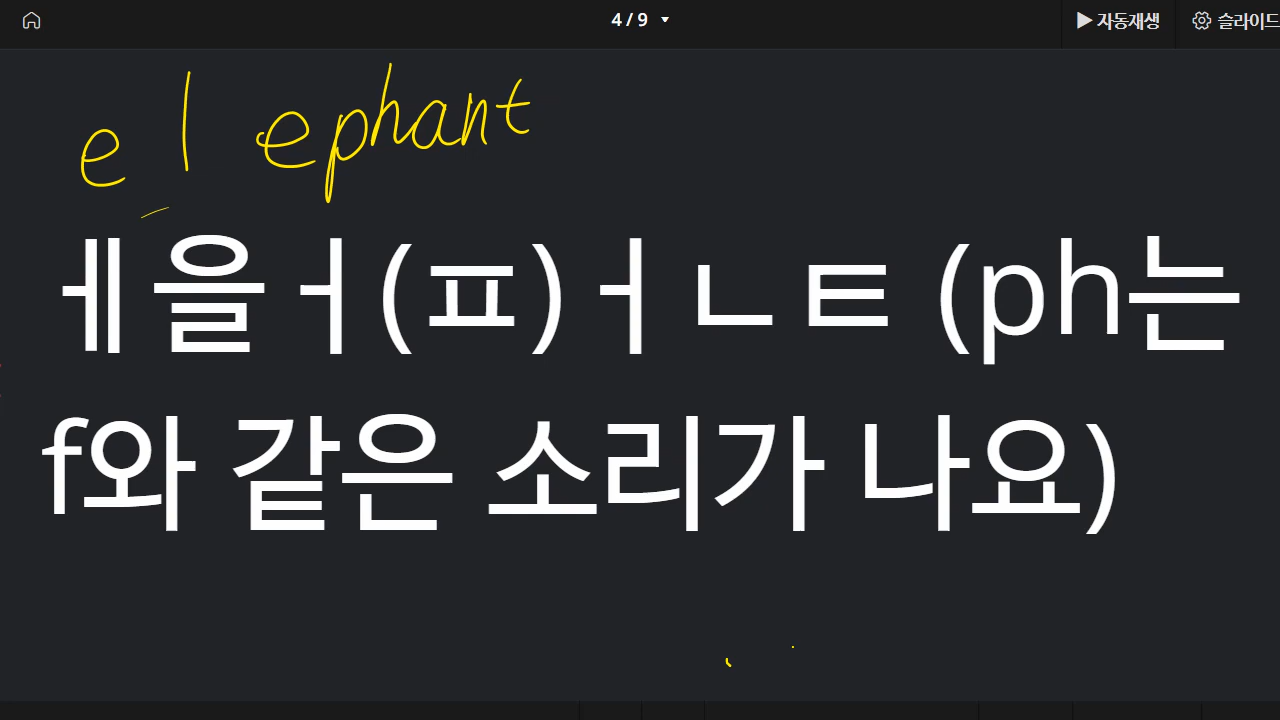 4 / 9
자동재생
슬라이드
e l ephant
ㅔ을ㅓ(ㅍ)ㅓㄴㅌ (ph는
f와 같은 소리가 나요)